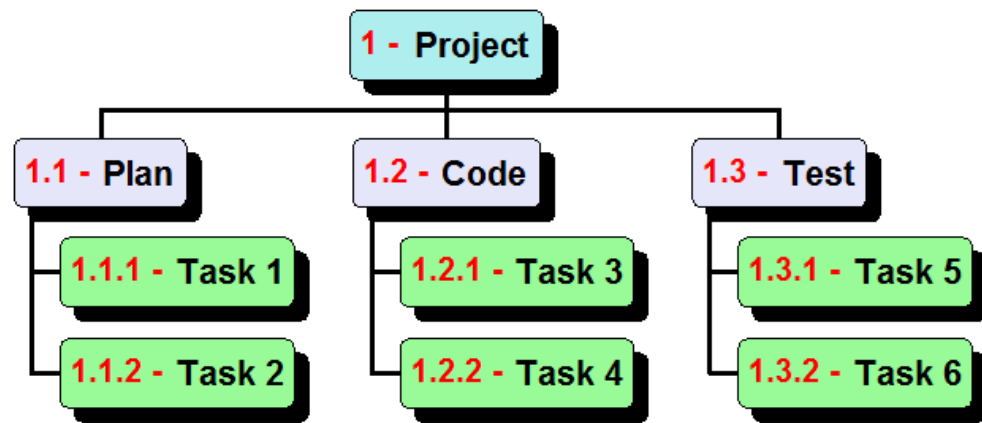 1 - Project
1.1 - Plan
1.2 - Code
1.3 - Test
1.1.1 - Task 1
1.2.1 - Task 3
1.3.1 - Task 5
1.1.2 - Task 2
1.2.2 - Task 4
1.3.2 - Task 6